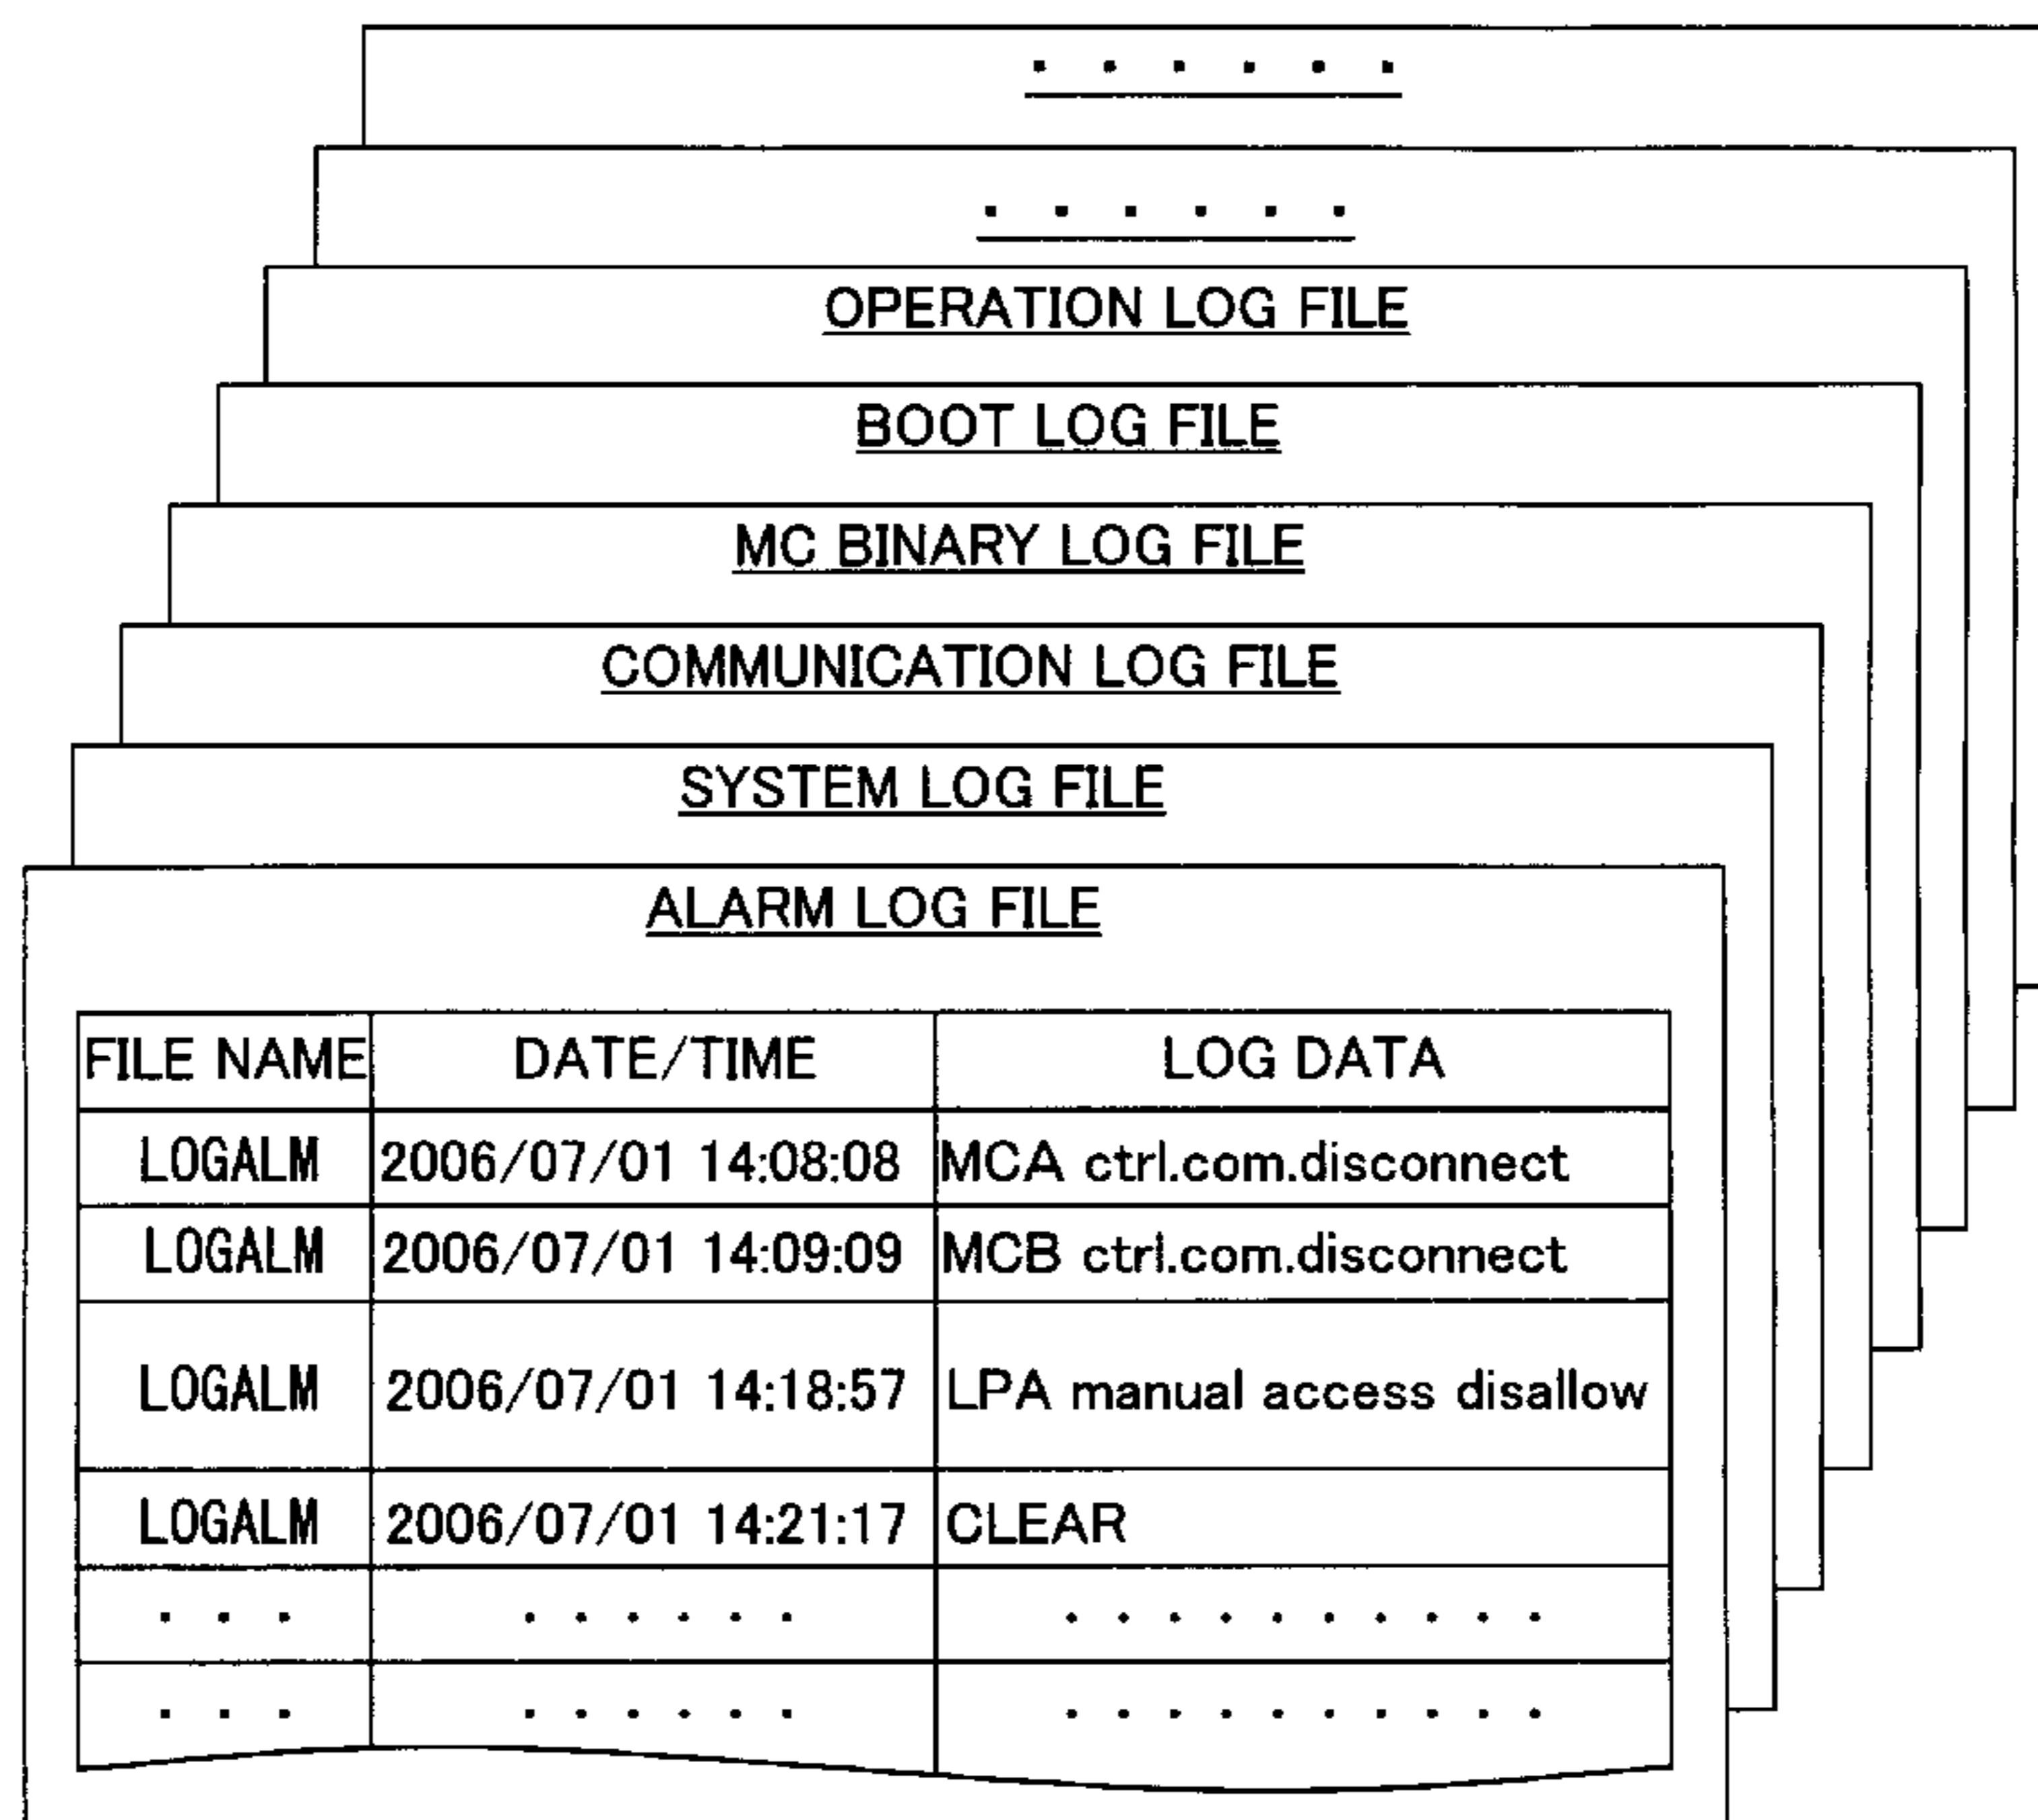 . . . . . .
. . . . . .
OPERATION LOG FILE
BOOT LOG FILE
MC BINARY LOG FILE
COMMUNICATION LOG FILE
SYSTEM LOG FILE
ALARM LOG FILE
FILE NAME DATE/TIME LOG DATA
LOGALM 2006/07/01 14:08:08 MCA ctrl.com.disconnect
LOGALM 2006/07/01 14:09:09 MCB ctrl.com.disconnect
LOGALM 2006/07/01 14:18:57 LPA manual access disallow
LOGALM 2006/07/01 14:21:17 CLEAR
. . . . . . . . . . . . . . . . . . .
. . . . . . . . . . . . . . . . . . .